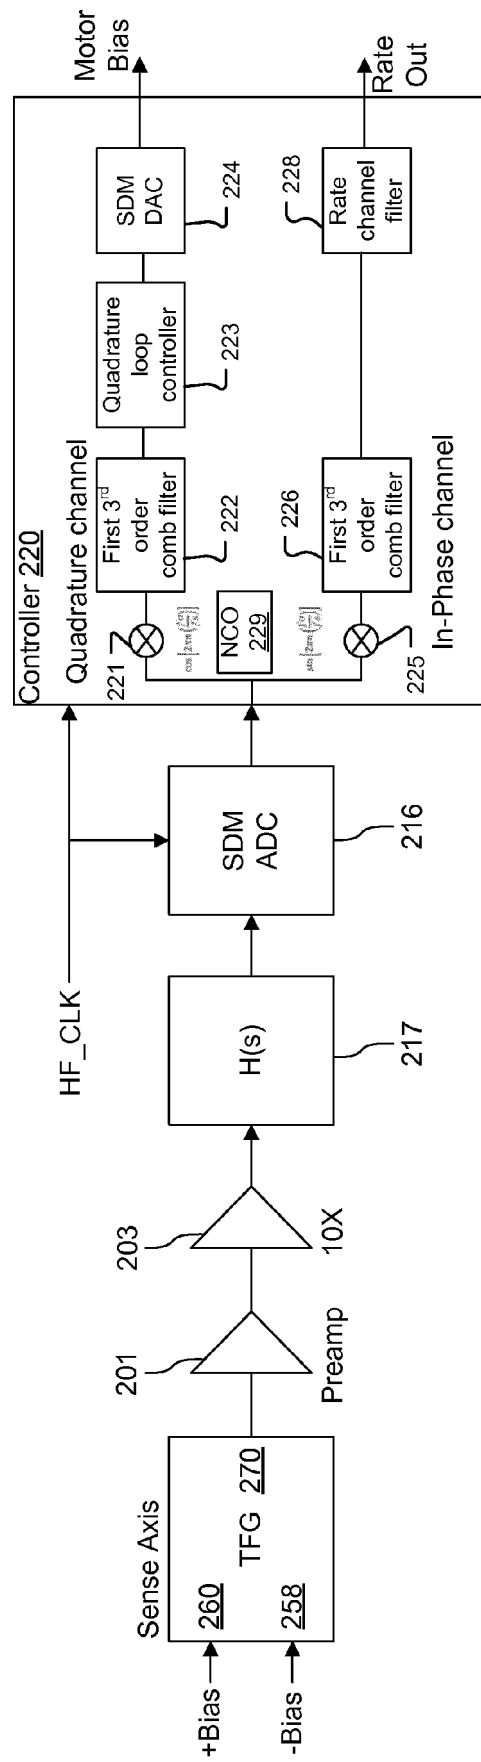 +Bias
-Bias
Sense Axis
260
TFG 270
258
201
Preamp
203
10X
H(s)
217
HF_CLK
SDM
ADC
216
Controller 220
Quadrature channel
221
First 3rd
order
comb filter
222
Quadrature
loop
controller
223
SDM
DAC
224
Motor
Bias
NCO
229
225
First 3rd
order
comb filter
226
In-Phase channel
Rate
channel
filter
228
Rate
Out